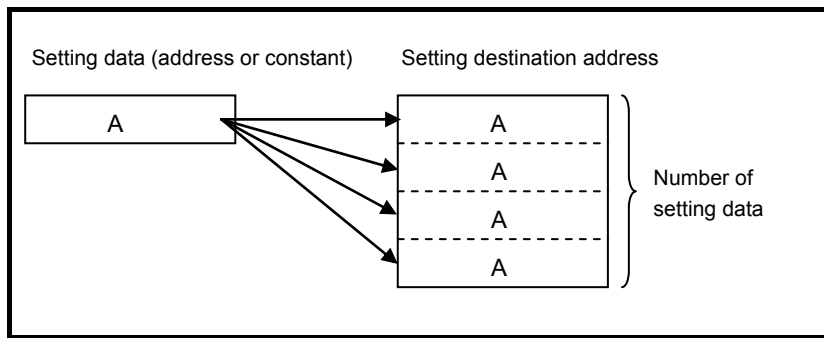 Setting data (address or constant)
Setting destination address
A
A
A
A
A
Number of
setting data